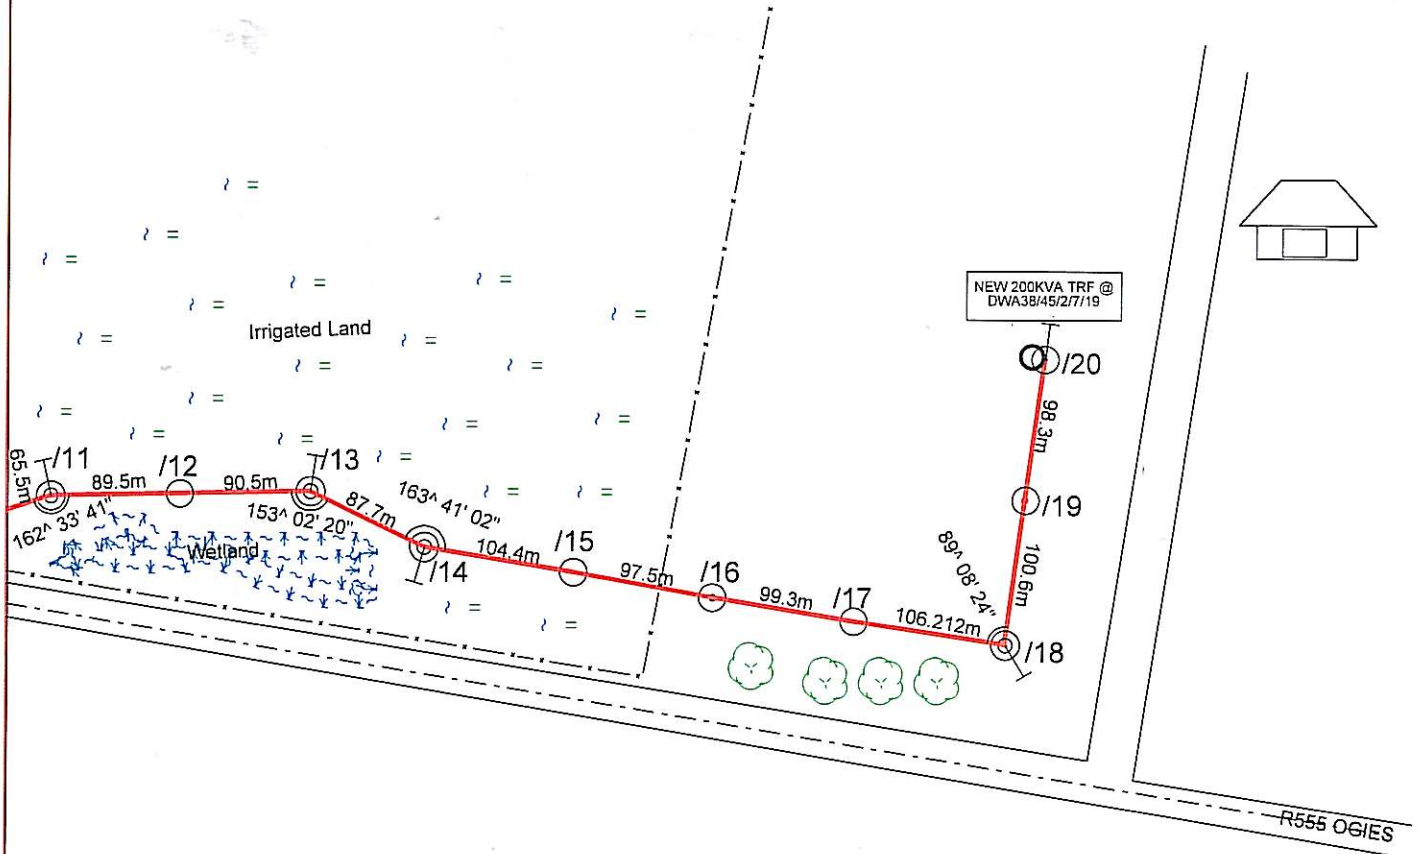 NEW 200KVA TRF @
DWA38/45/2/7/19
/20
98.3m
/19
100.6m
89^ 08' 24"
/18
Irrigated Land
65.5m
/11
89.5m
/12
90.5m
/13
162^ 33' 41"
153^ 02' 20"
87.7m
163^ 41' 02"
Wetland
/14
104.4m
/15
97.5m
/16
99.3m
/17
106.212m
R555 OGIES